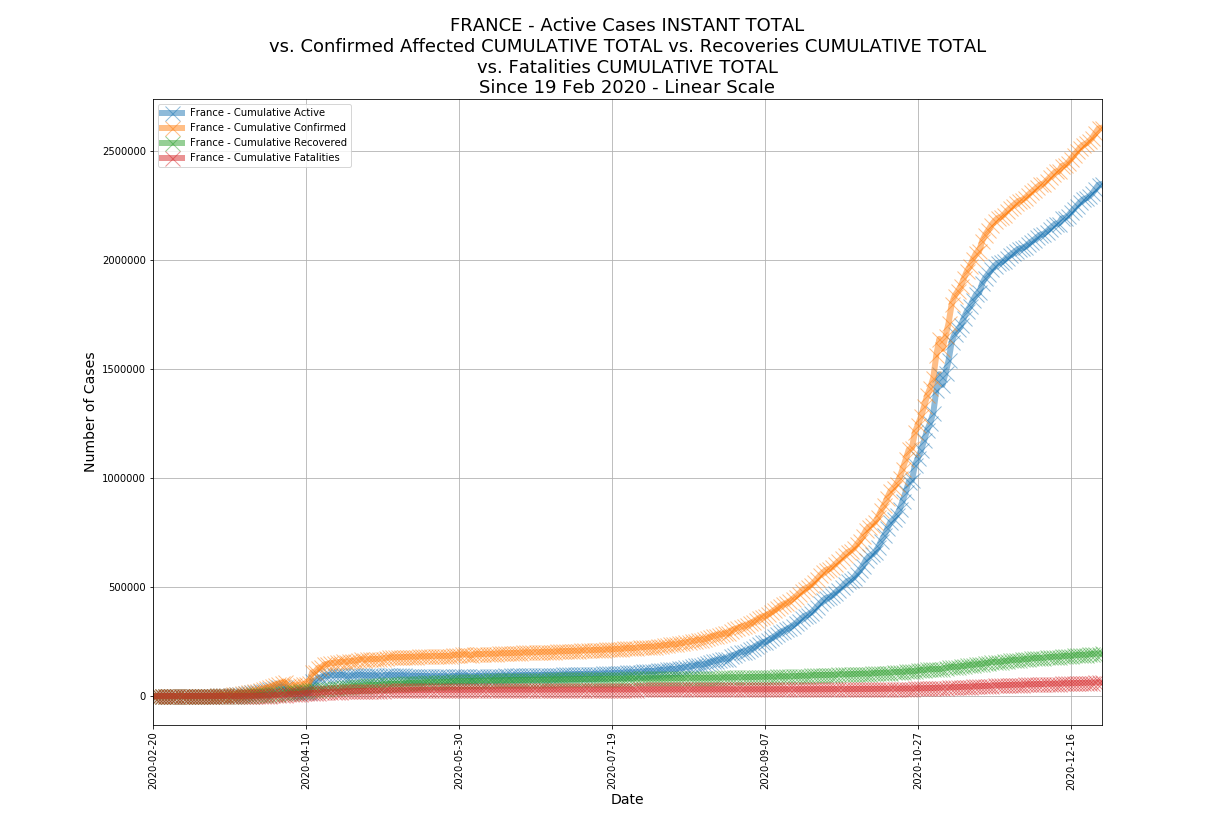 FRANCE - Active Cases INSTANT TOTAL
vs. Confirmed Affected CUMULATIVE TOTAL vs. Recoveries CUMULATIVE TOTAL
vs. Fatalities CUMULATIVE TOTAL
Since 19 Feb 2020 - Linear Scale
France - Cumulative Active
France - Cumulative Confirmed
France - Cumulative Recovered
France - Cumulative Fatalities
Number of Cases
2500000
2000000
1500000
1000000
500000
0
2020-02-20
2020-04-10
2020-05-30
2020-07-19
2020-09-07
2020-10-27
2020-12-16
Date